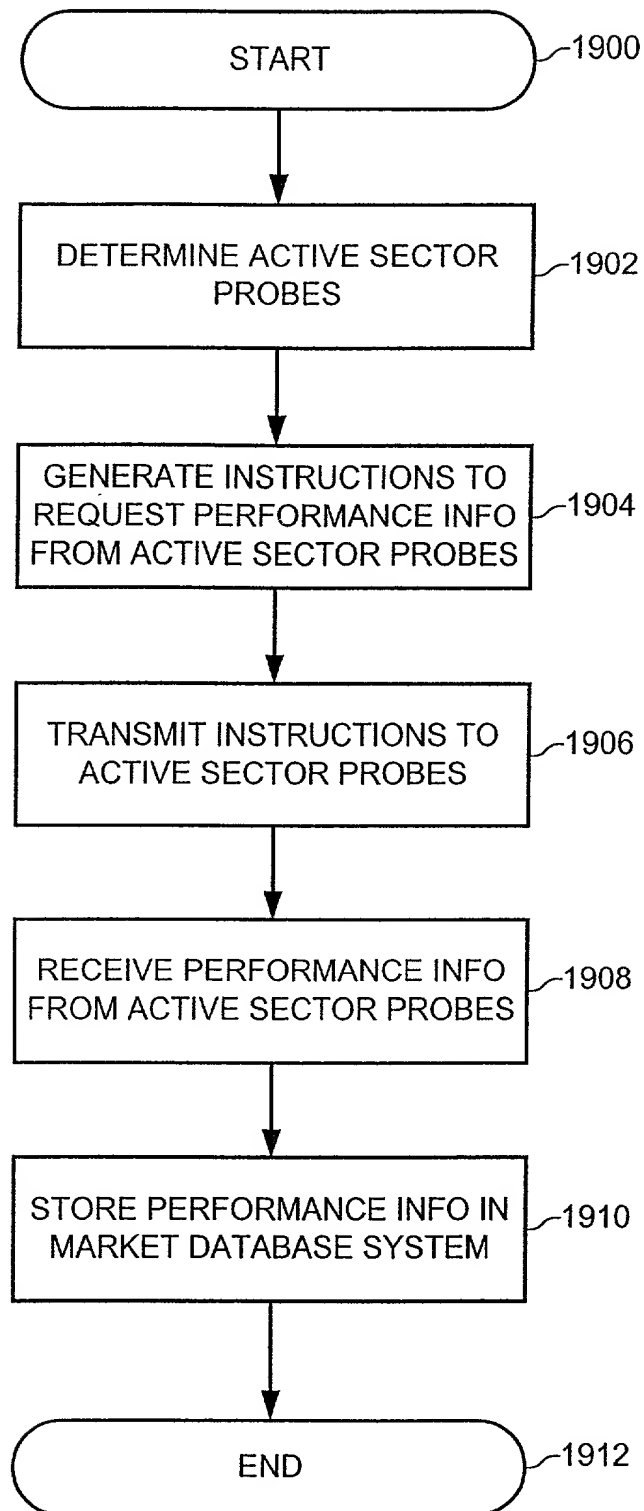 START
1900
DETERMINE ACTIVE SECTOR
PROBES
1902
GENERATE INSTRUCTIONS TO
REQUEST PERFORMANCE INFO
FROM ACTIVE SECTOR PROBES
1904
TRANSMIT INSTRUCTIONS TO
ACTIVE SECTOR PROBES
1906
RECEIVE PERFORMANCE INFO
FROM ACTIVE SECTOR PROBES
1908
STORE PERFORMANCE INFO IN
MARKET DATABASE SYSTEM
1910
END
1912